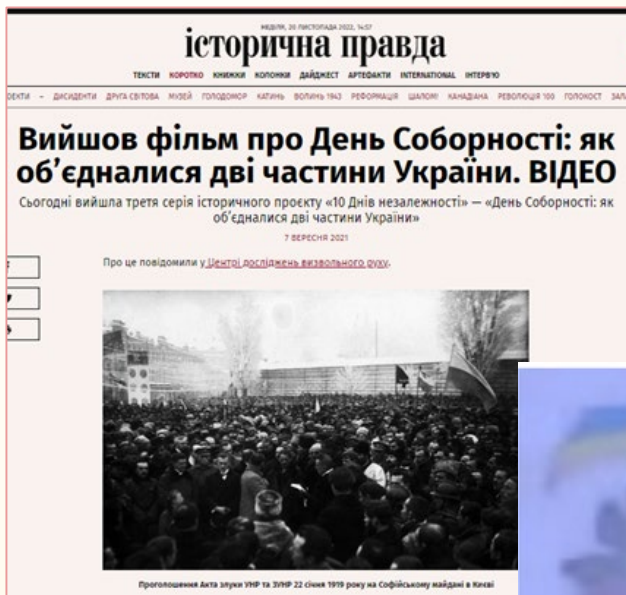 НЕДІЛЯ, 20 ЛИСТОПАДА 2022, 14:57
історична правда
ТЕКСТИ КОРОТКО КНИЖКИ КОЛОНКИ ДАЙДЖЕСТ АРТЕФАКТИ INTERNATIONAL ІНТЕРВ'Ю
ОЕКТИ – ДИСИДЕНТИ ДРУГА СВІТОВА МУЗЕЙ ГОЛОДОМОР КАТИНЬ ВОЛИНЬ 1943 РЕФОРМАЦІЯ ШАЛОМ! КАНАДІАНА РЕВОЛЮЦІЯ 100 ГОЛОКОСТ
Вийшов фільм про День Соборності: як
об’єдналися дві частини України. ВІДЕО
Сьогодні вийшла третя серія історичного проєкту «10 Днів незалежності» — «День Соборності: як
об’єдналися дві частини України»
7 ВЕРЕСНЯ 2021
Про це повідомили у Центрі досліджень визвольного руху.
Проголошення Акта злуки УНР та ЗУНР 22 січня 1919 року на Софійському майдані в Києві